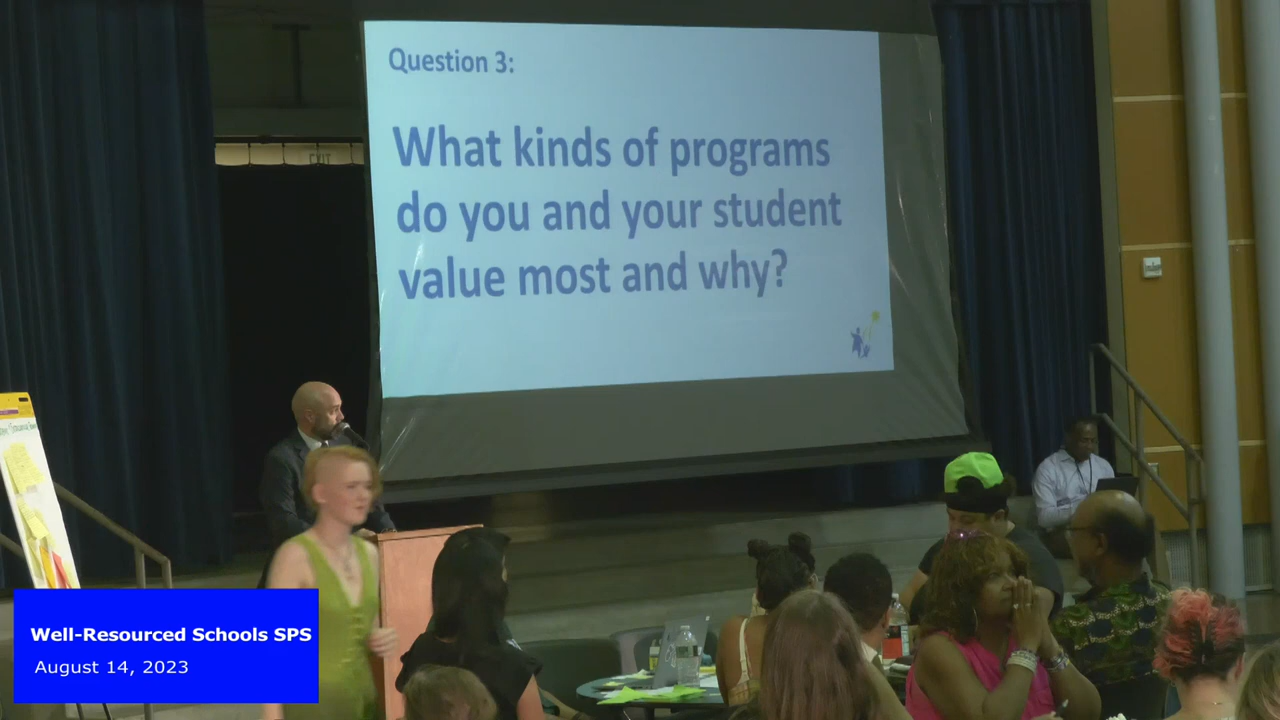 Question 3:
What kinds of programs
do you and your student
value most and why?
EXIT
Well-Resourced Schools SPS
August 14, 2023